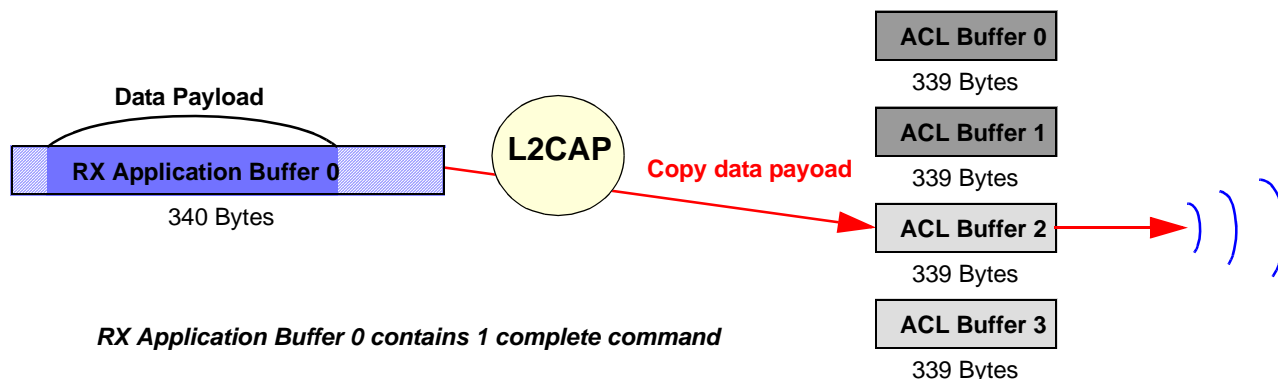 ACL Buffer 0
339 Bytes
Data Payload
ACL Buffer 1
339 Bytes
RX Application Buffer 0
340 Bytes
L2CAP
Copy data payoad
ACL Buffer 2
339 Bytes
RX Application Buffer 0 contains 1 complete command
ACL Buffer 3
339 Bytes